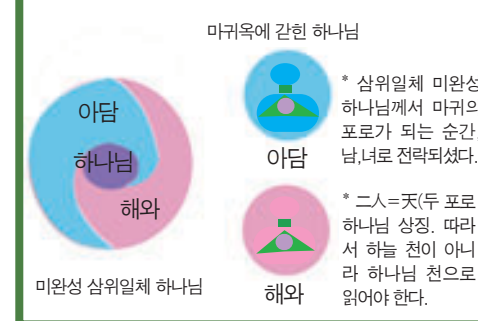 마귀옥에 갇힌 하나님
아담
하나님
해와
미완성 삼위일체 하나님
아담
* 삼위일체 미완성
하나님께서 마귀의
포로가 되는 순간,
남,녀로 전락되셨다.
해와
* 二人=天(두 포로
하나님 상징. 따라
서 하늘 천이 아니
라 하나님 천으로
읽어야 한다.